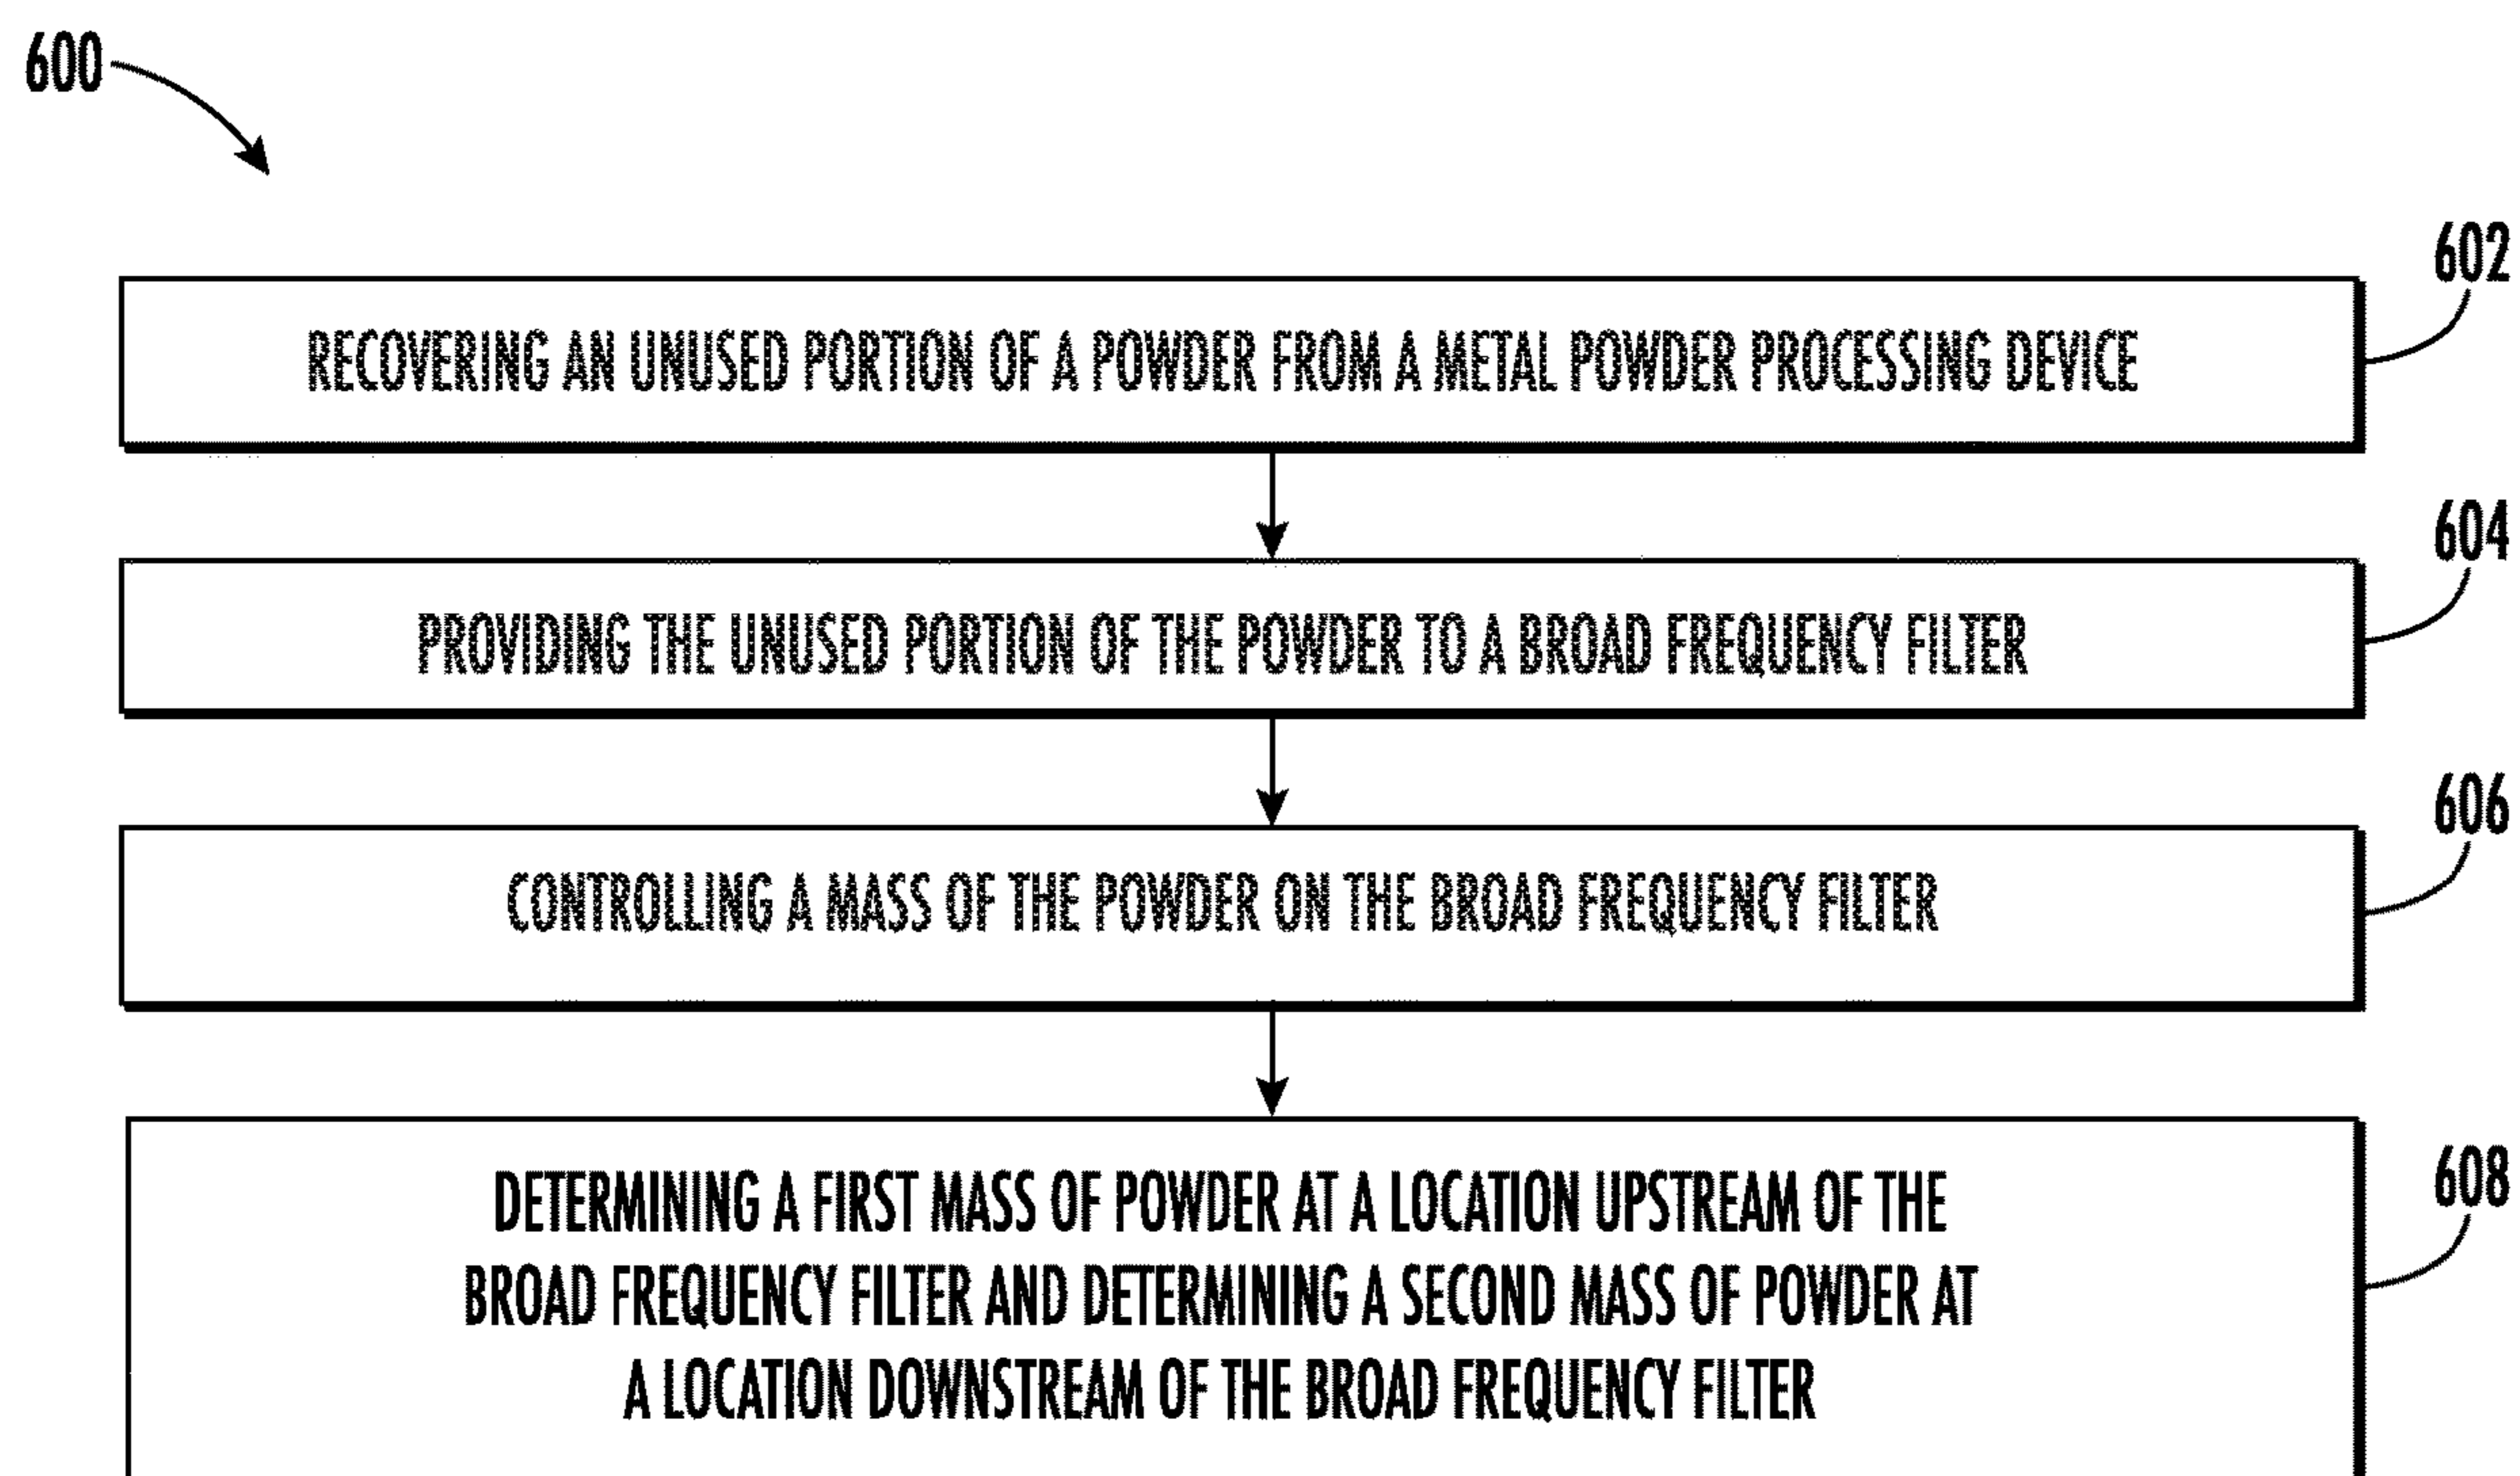 600
602
RECOVERING AN UNUSED PORTION OF A POWDER FROM A METAL POWDER PROCESSING DEVICE
604
PROVIDING THE UNUSED PORTION OF THE POWDER TO A BROAD FREQUENCY FILTER
606
CONTROLLING A MASS OF THE POWDER ON THE BROAD FREQUENCY FILTER
608
DETERMINING A FIRST MASS OF POWDER AT A LOCATION UPSTREAM OF THE
BROAD FREQUENCY FILTER AND DETERMINING A SECOND MASS OF POWDER AT
A LOCATION DOWNSTREAM OF THE BROAD FREQUENCY FILTER